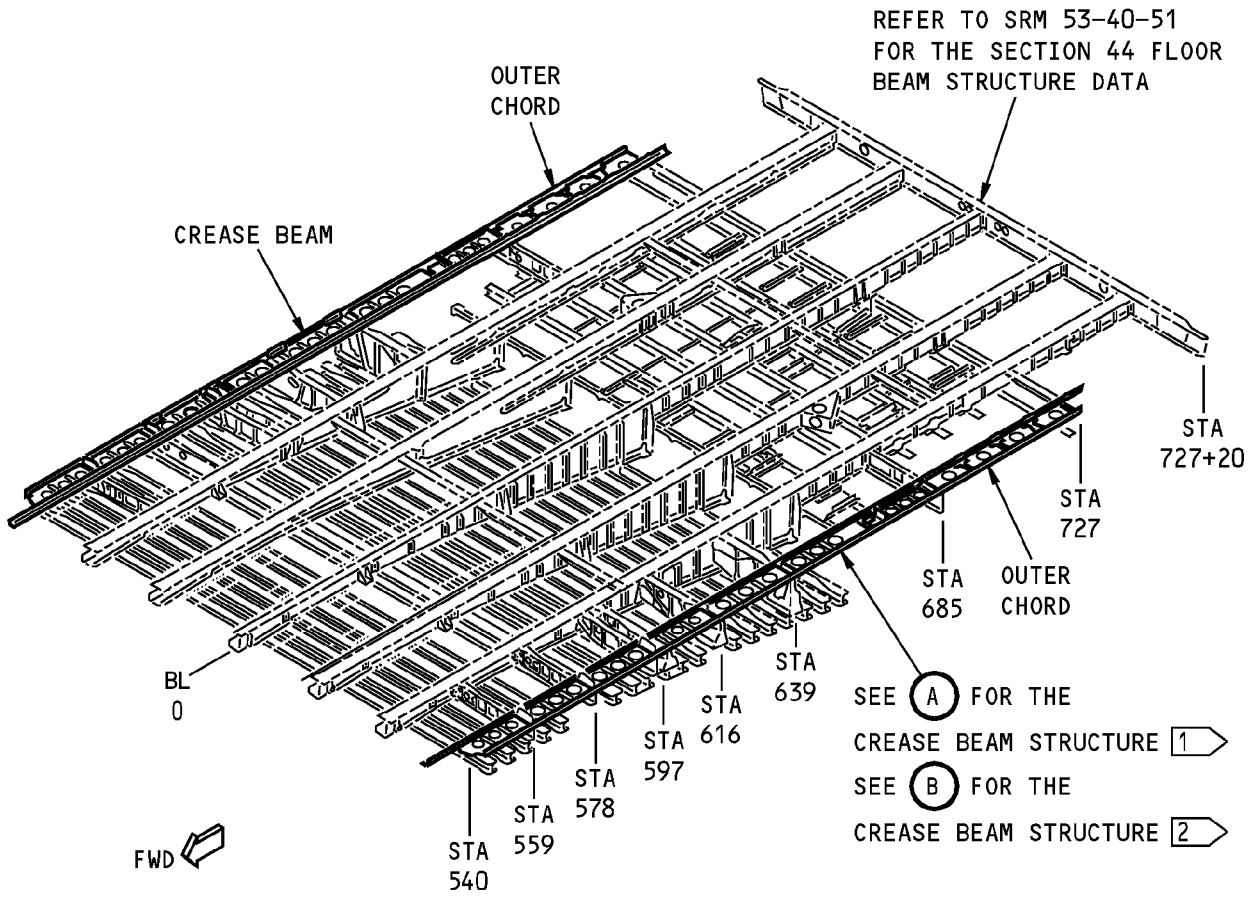 REFER TO SRM 53-40-51
FOR THE SECTION 44 FLOOR
BEAM STRUCTURE DATA
OUTER
CHORD
CREASE BEAM
STA
727+20
STA
727
STA
685
OUTER
CHORD
STA
639
STA
616
STA
597
STA
578
STA
559
STA
540
BL
0
FWD
SEE A FOR THE
CREASE BEAM STRUCTURE 1
SEE B FOR THE
CREASE BEAM STRUCTURE 2